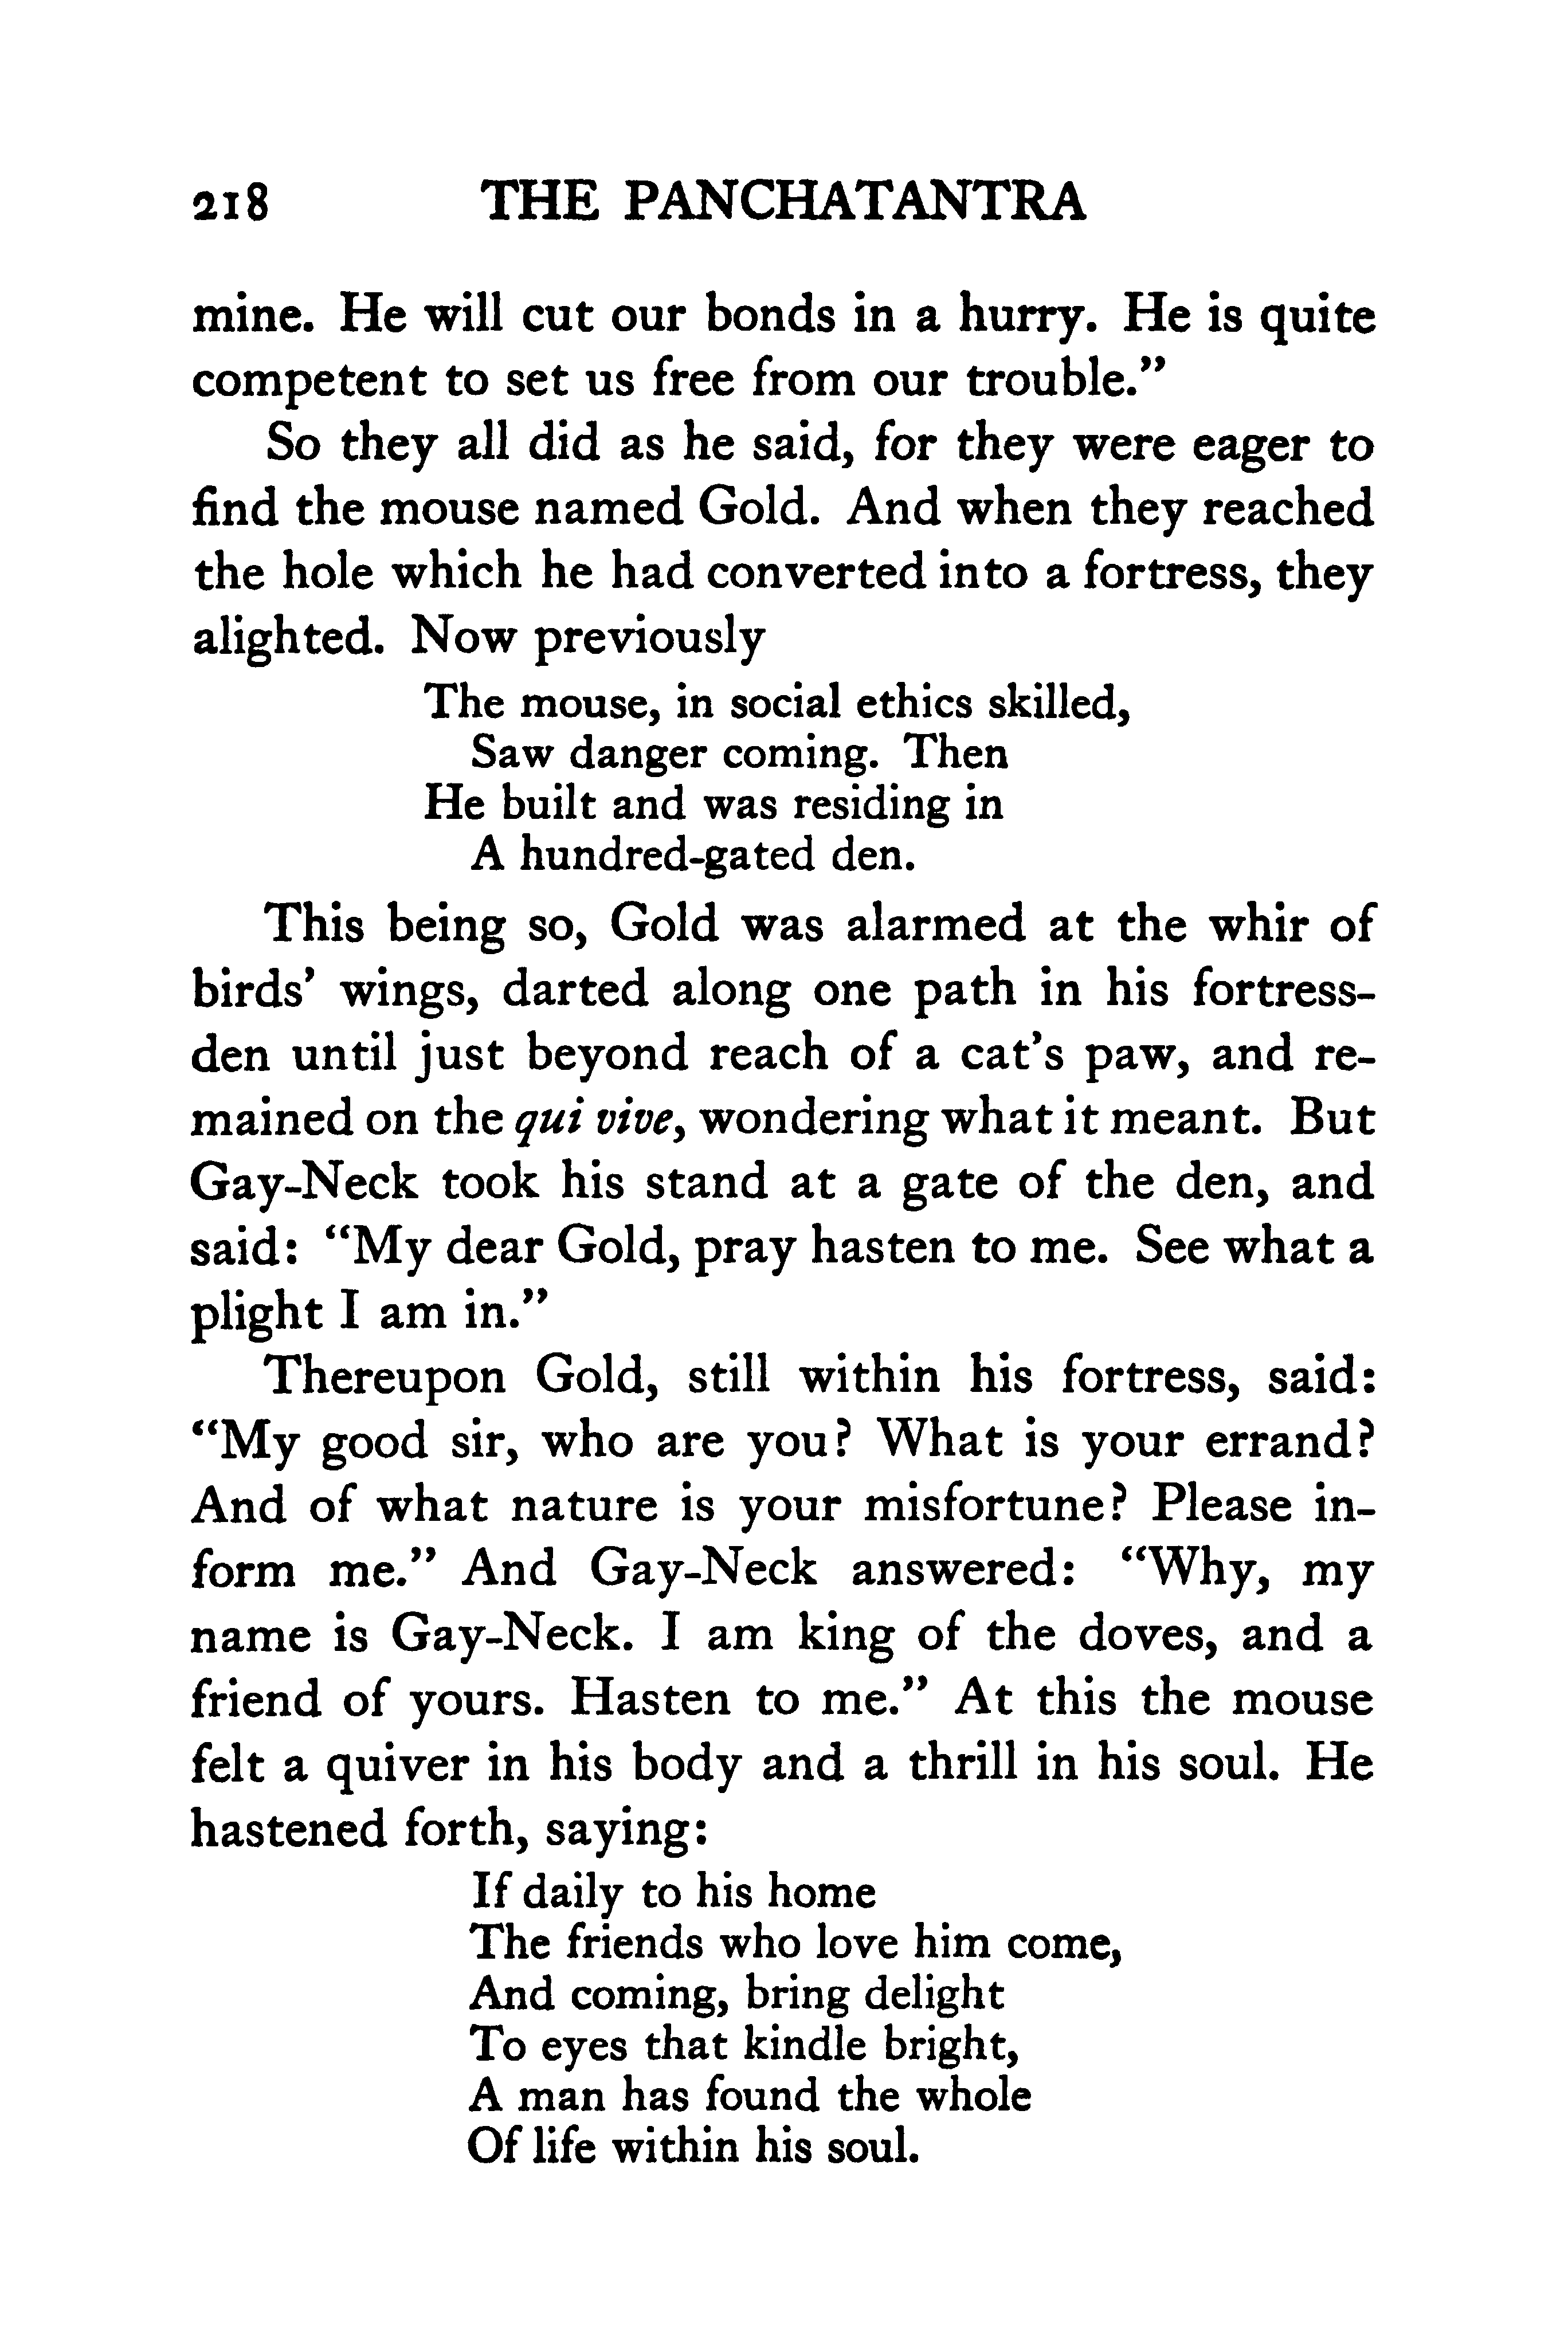 218 THE PANCHATANTRA
mine. He will cut our bonds in a hurry. He is quite
competent to set us free from our trouble.”
So they all did as he said, for they were eager to
find the mouse named Gold. And when they reached
the hole which he had converted into a fortress, they
alighted. Now previously
The mouse, in social ethics skilled,
Saw danger coming. Then
He built and was residing in
A hundred-gated den.
This being so, Gold was alarmed at the whir of
birds’ wings, darted along one path in his fortress-
den until just beyond reach of a cat’s paw, and re-
mained on the qui vive, wondering what it meant. But
Gay-Neck took his stand at a gate of the den, and
said: “My dear Gold, pray hasten to me. See what a
plight I am in.”
Thereupon Gold, still within his fortress, said:
“My good sir, who are you? What is your errand?
And of what nature is your misfortune? Please in-
form me.” And Gay-Neck answered: “Why, my
name is Gay-Neck. I am king of the doves, and a
friend of yours. Hasten to me.” At this the mouse
felt a quiver in his body and a thrill in his soul. He
hastened forth, saying:
If daily to his home
The friends who love him come,
And coming, bring delight
To eyes that kindle bright,
A man has found the whole
Of life within his soul.